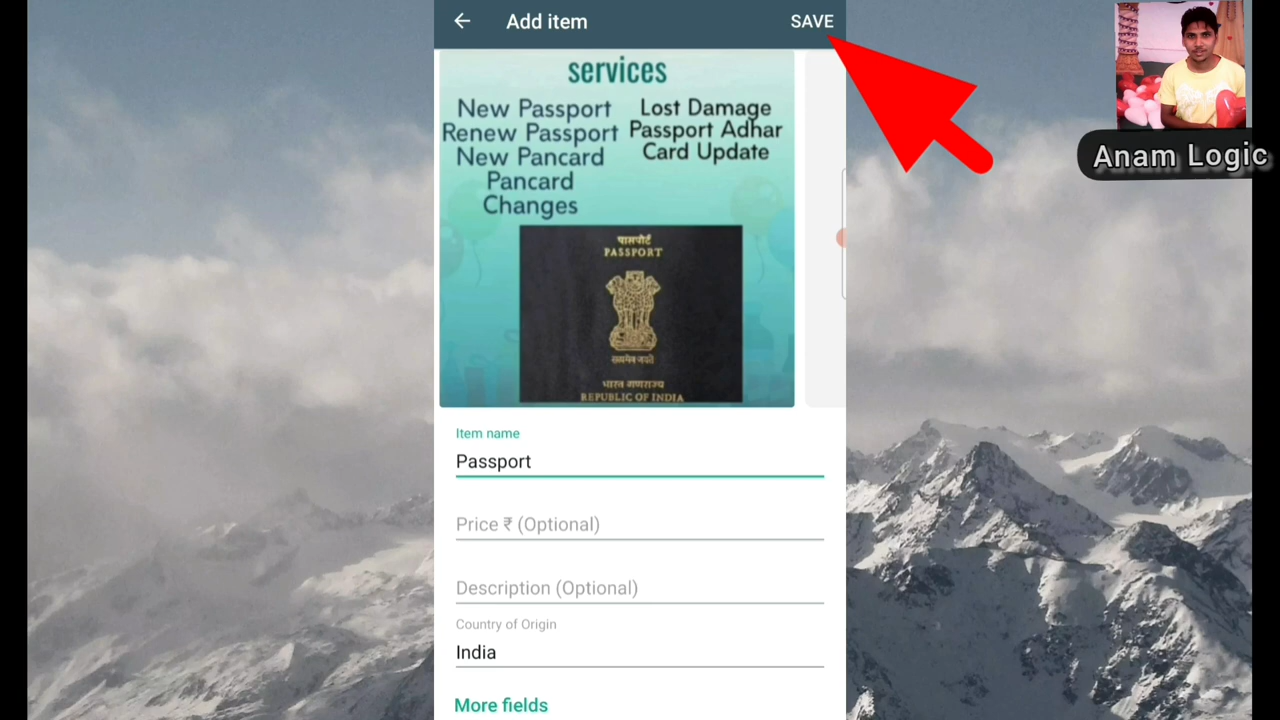 Add item
SAVE
services
New Passport
Renew Passport
New Pancard
Pancard
Changes
Lost Damage
Passport Adhar
Card Update
पासपोर्ट
PASSPORT
सत्यमेव जयते
भारत गणराज्य
REPUBLIC OF INDIA
Item name
Passport
Price ₹ (Optional)
Description (Optional)
Country of Origin
India
More fields
Anam Logic